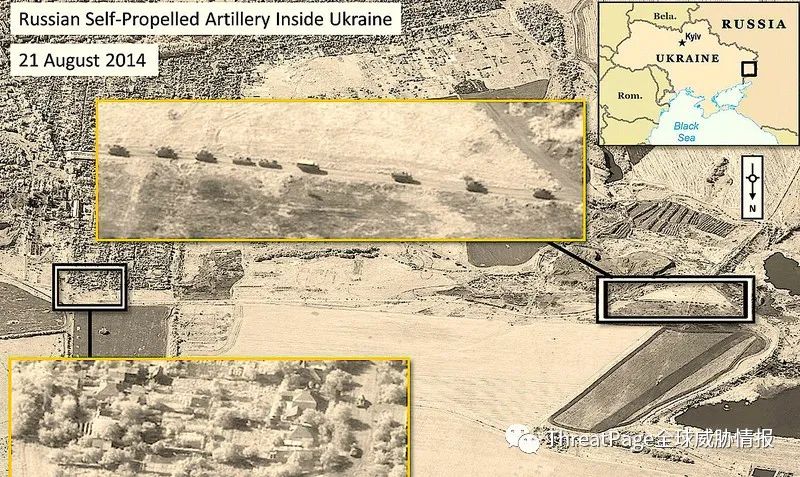 Russian Self-Propelled Artillery Inside Ukraine
21 August 2014
Bela.
RUSSIA
Kyiv
UKRAINE
Rom.
Black
Sea
N
ThreatPage全球威胁情报